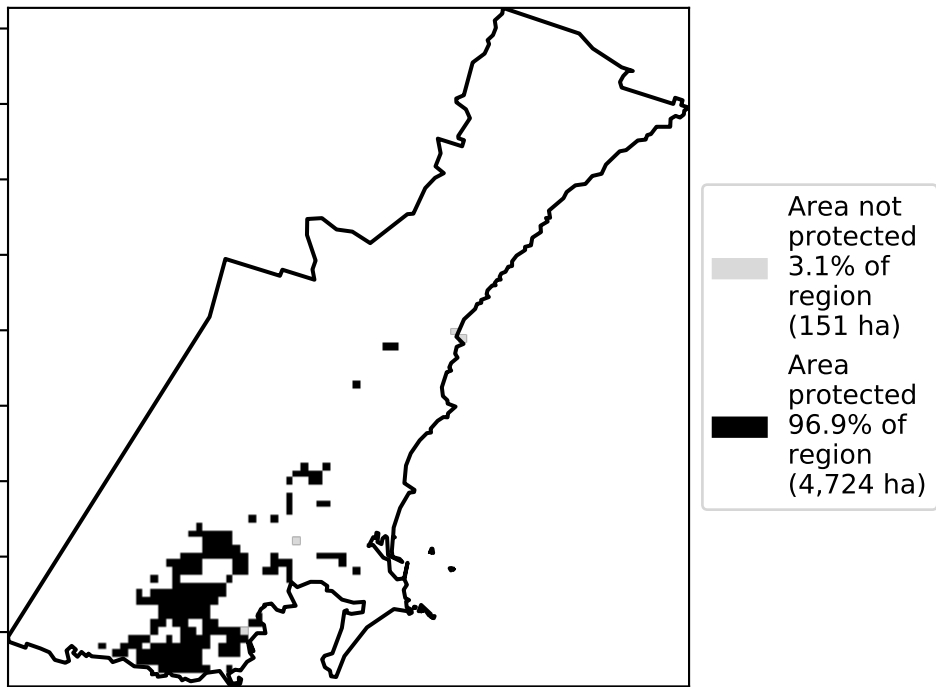 Area not
protected
3.1% of
region
(151 ha)
Area
protected
96.9% of
region
(4,724 ha)